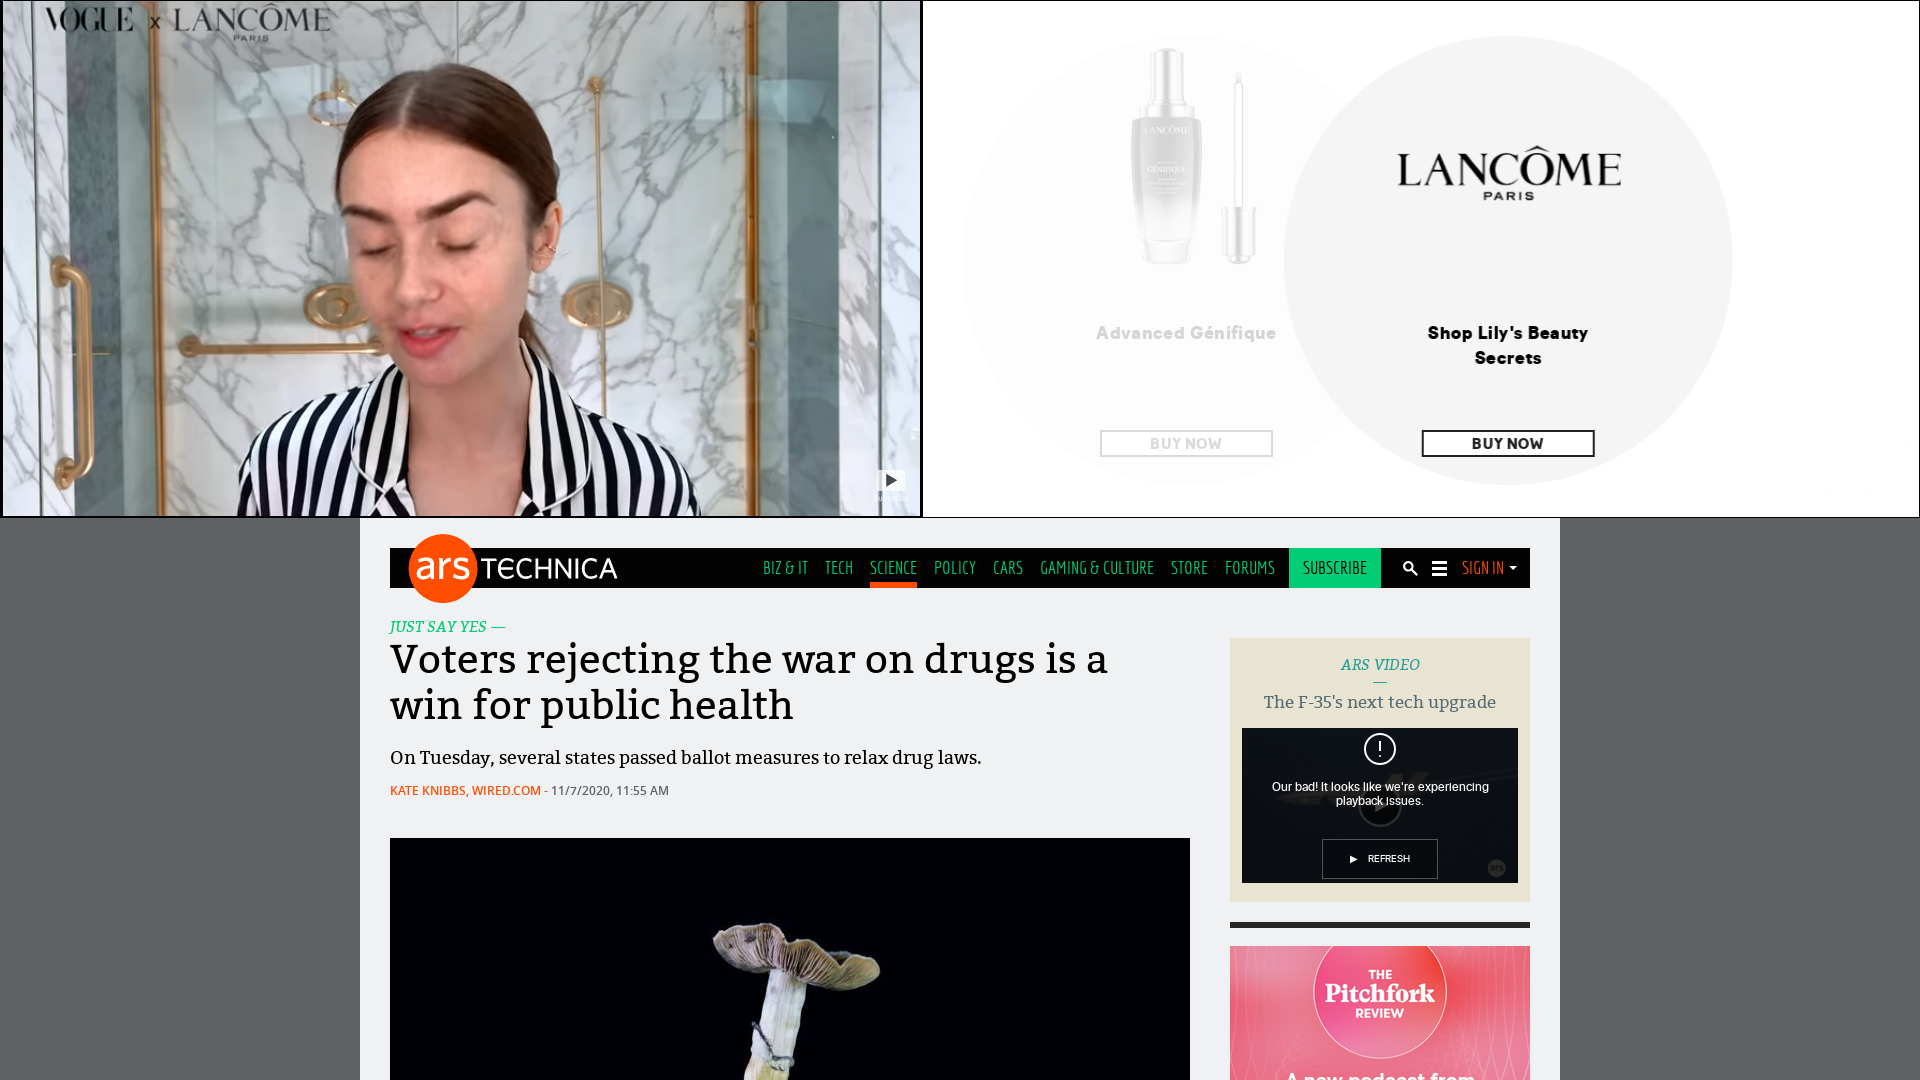 VOGUE x LANCÔME
PARIS
LANCÔME
GÉNIFIQUE
Advanced Génifique
BUY NOW
LANCÔME
PARIS
Shop Lily's Beauty
Secrets
BUY NOW
ars TECHNICA
BIZ & IT TECH SCIENCE POLICY CARS GAMING & CULTURE STORE FORUMS SUBSCRIBE SIGN IN
JUST SAY YES —
Voters rejecting the war on drugs is a
win for public health
On Tuesday, several states passed ballot measures to relax drug laws.
KATE KNIBBS, WIRED.COM - 11/7/2020, 11:55 AM
ARS VIDEO
The F-35's next tech upgrade
Our bad! It looks like we're experiencing
playback issues.
REFRESH
ars
THE
Pitchfork
REVIEW
A new podcast from